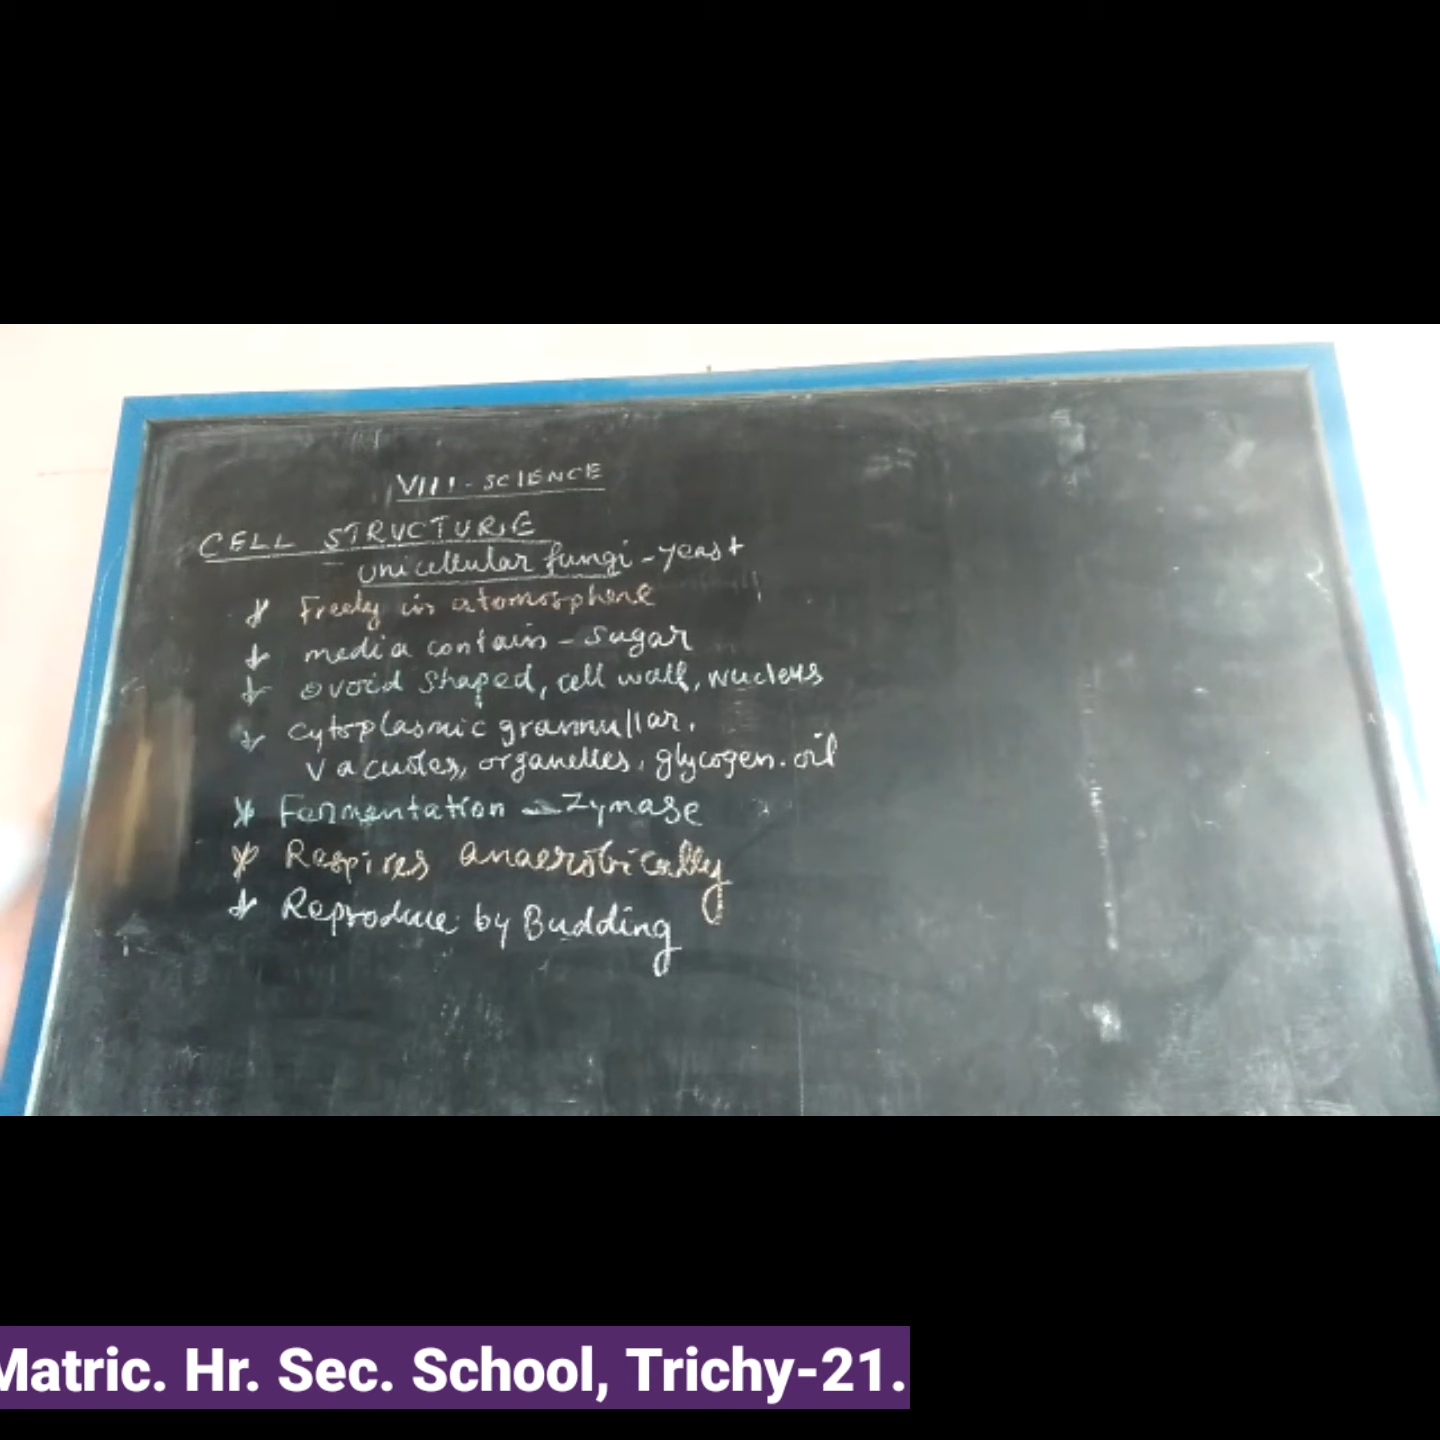 VIII - SCIENCE
CELL STRUCTURE
unicellular fungi - yeast
* Freely in atomosphere
* media contain - sugar
* ovoid shaped, cell wall, nucleus
* cytoplasmic grannullar,
vacuoles, organelles, glycogen. oil
* Fermentation - Zymase
* Respires anaerobically
* Reproduce by Budding
Matric. Hr. Sec. School, Trichy-21.